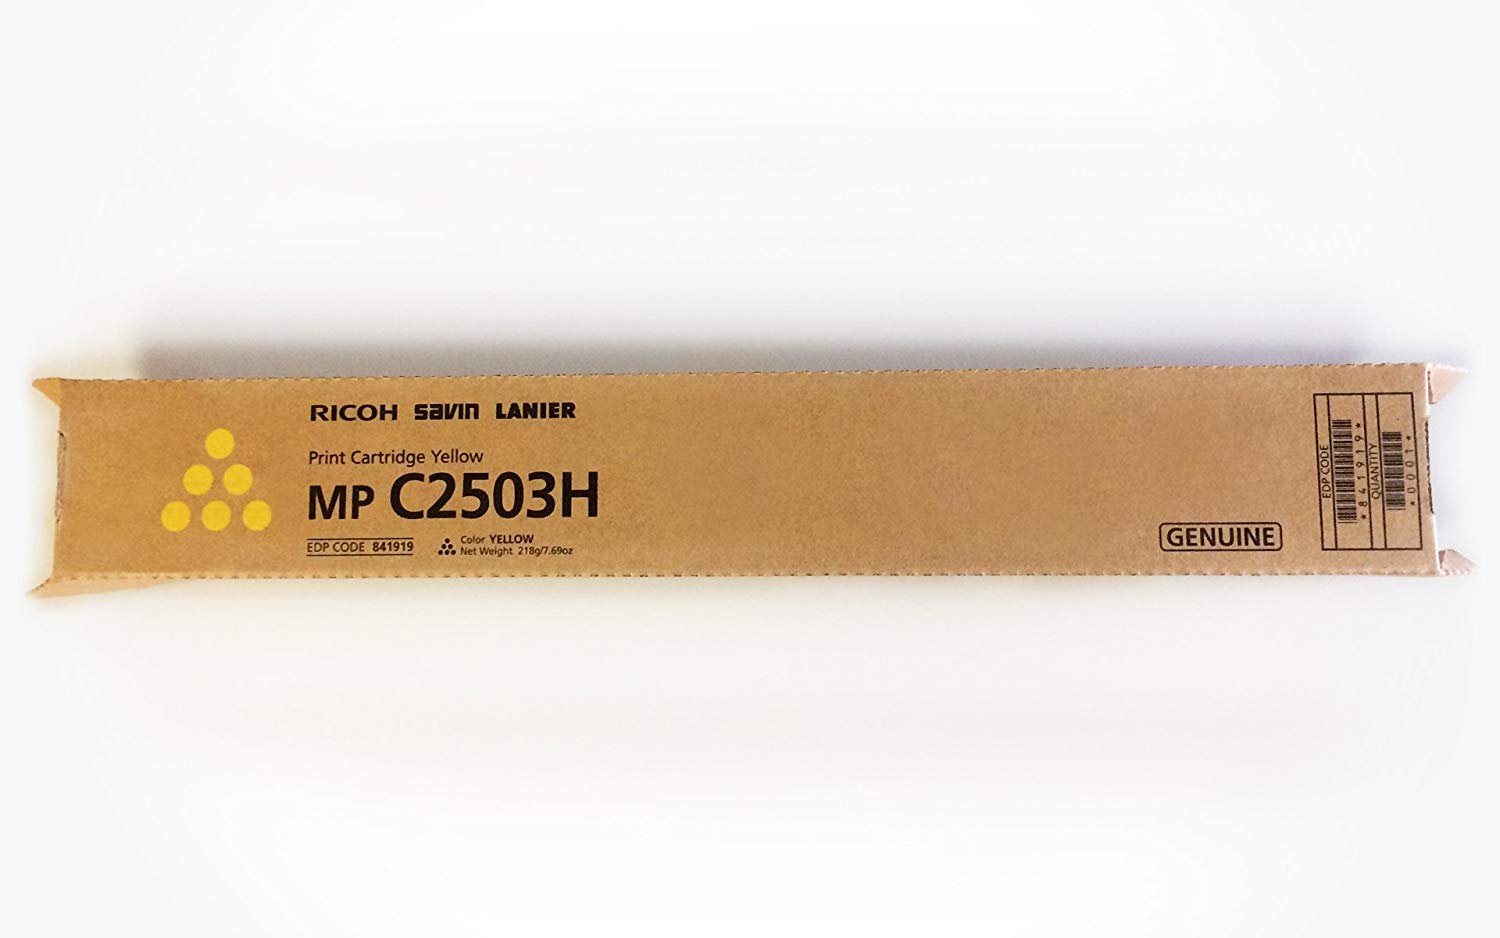 RICOH savin LANIER
Print Cartridge Yellow
MP C2503H
EDP CODE 841919
Color YELLOW
Net Weight 218g/7.69oz
GENUINE
EDP CODE
*841919*
QUANTITY
*0001*